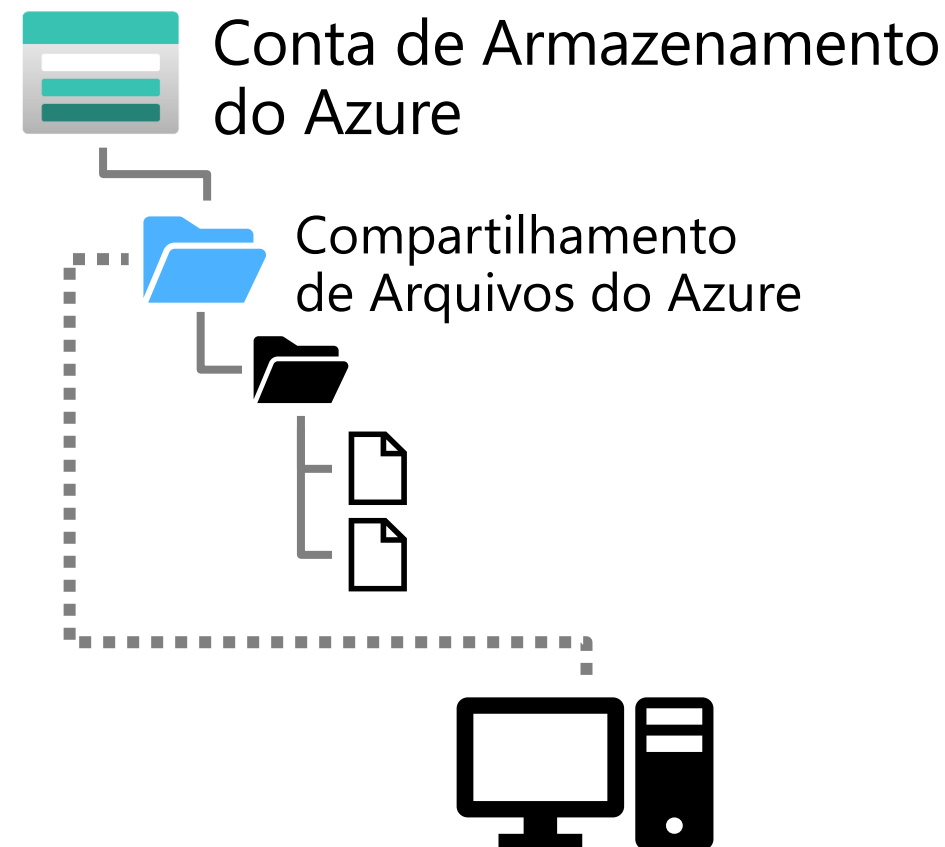 Conta de Armazenamento
do Azure
Compartilhamento
de Arquivos do Azure